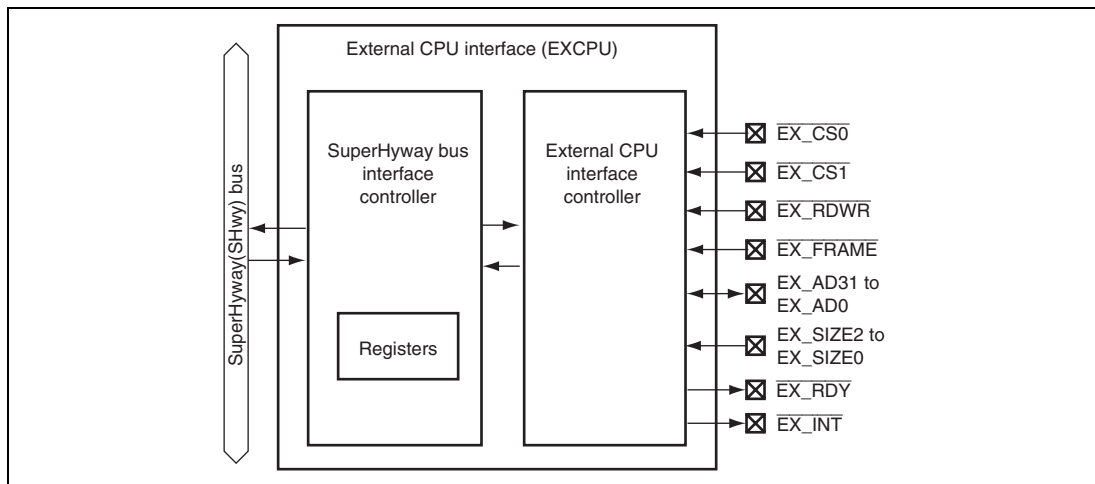 External CPU interface (EXCPU)
SuperHyway(SHwy) bus
SuperHyway bus
interface
controller
Registers
External CPU
interface
controller
EX_CS0
EX_CS1
EX_RDWR
EX_FRAME
EX_AD31 to
EX_AD0
EX_SIZE2 to
EX_SIZE0
EX_RDY
EX_INT